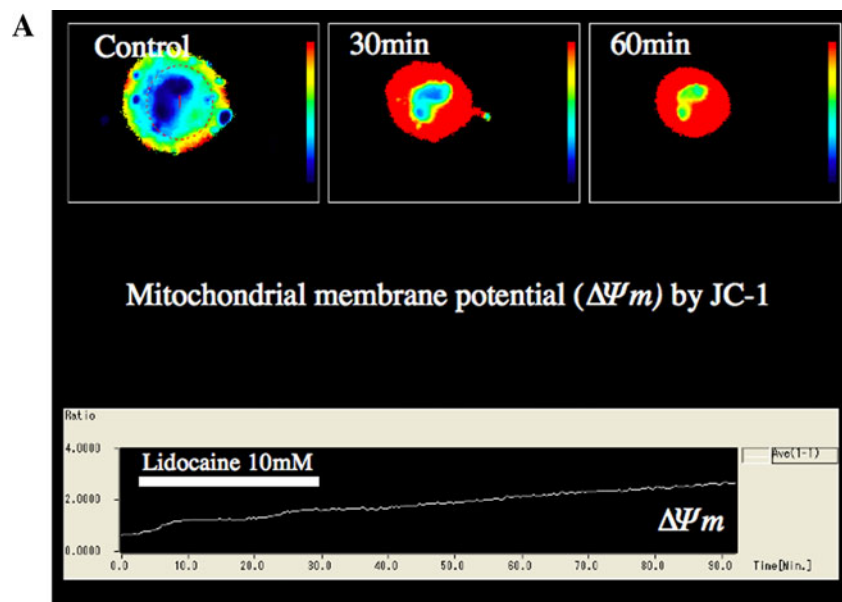 A
Control
30min
60min
Mitochondrial membrane potential (ΔΨm) by JC-1
Ratio
4.0000
2.0000
0.0000
Lidocaine 10mM
Ave(1-1)
ΔΨm
0.0 10.0 20.0 30.0 40.0 50.0 60.0 70.0 80.0 90.0 Time[Min.]